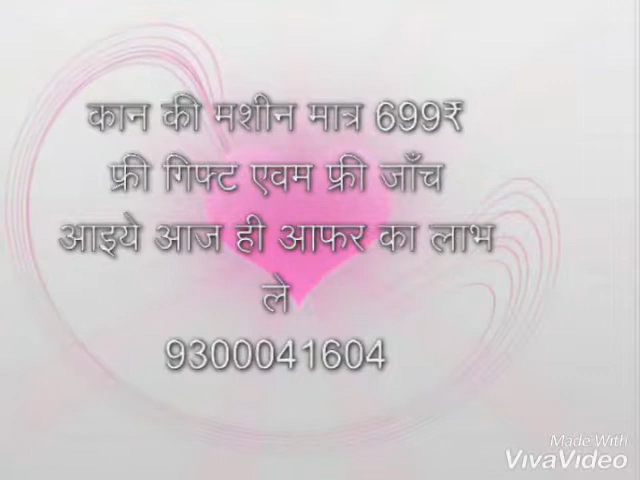 कान की मशीन मात्र 699₹
फ्री गिफ्ट एवम फ्री जाँच
आइये आज ही आफर का लाभ
ले
9300041604
Made With
VivaVideo